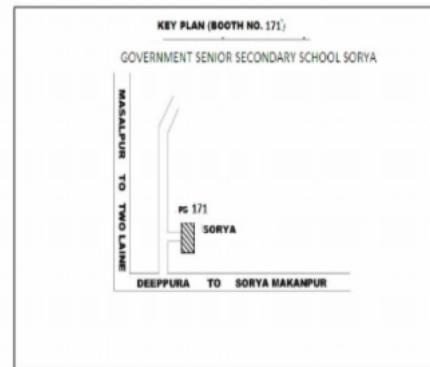 KEY PLAN (BOOTH NO. 171)
GOVERNMENT SENIOR SECONDARY SCHOOL SORYA
MASALPUR TO TWO LAINE
PS 171
SORYA
DEEPPURA TO SORYA MAKANPUR